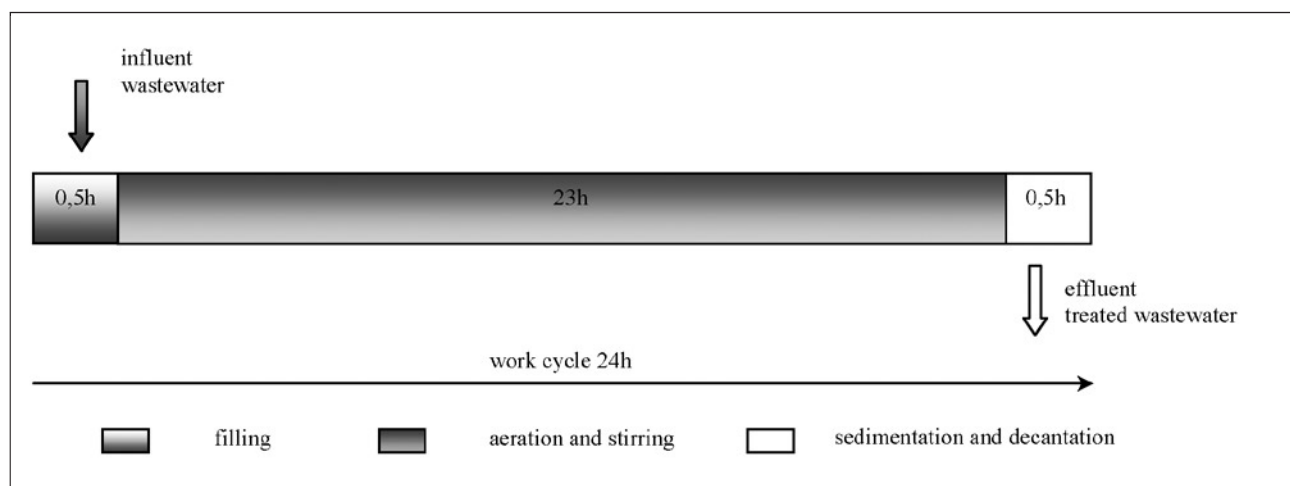 influent
wastewater
0,5h
23h
0,5h
effluent
treated wastewater
work cycle 24h
filling
aeration and stirring
sedimentation and decantation